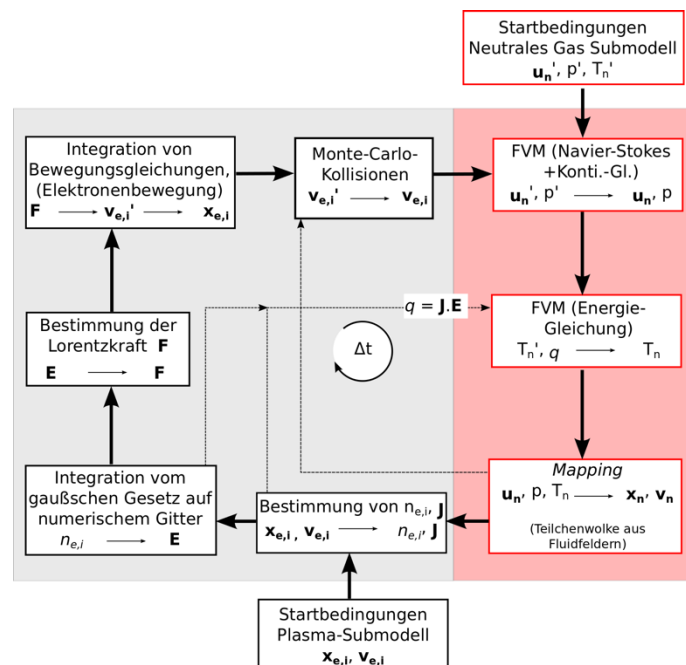 Startbedingungen
Neutrales Gas Submodell
uₙ', p', Tₙ'
Integration von
Bewegungsgleichungen,
(Elektronenbewegung)
F ⟶ vₑ,ᵢ' ⟶ xₑ,ᵢ
Monte-Carlo-
Kollisionen
vₑ,ᵢ' ⟶ vₑ,ᵢ
FVM (Navier-Stokes
+Konti.-Gl.)
uₙ', p' ⟶ uₙ, p
q = J.E
Bestimmung der
Lorentzkraft F
E ⟶ F
Δt
FVM (Energie-
Gleichung)
Tₙ', q ⟶ Tₙ
Integration vom
gaußschen Gesetz auf
numerischem Gitter
nₑ,ᵢ ⟶ E
Bestimmung von nₑ,ᵢ, J
xₑ,ᵢ , vₑ,ᵢ ⟶ nₑ,ᵢ, J
Mapping
uₙ, p, Tₙ ⟶ xₙ, vₙ
(Teilchenwolke aus
Fluidfeldern)
Startbedingungen
Plasma-Submodell
xₑ,ᵢ, vₑ,ᵢ